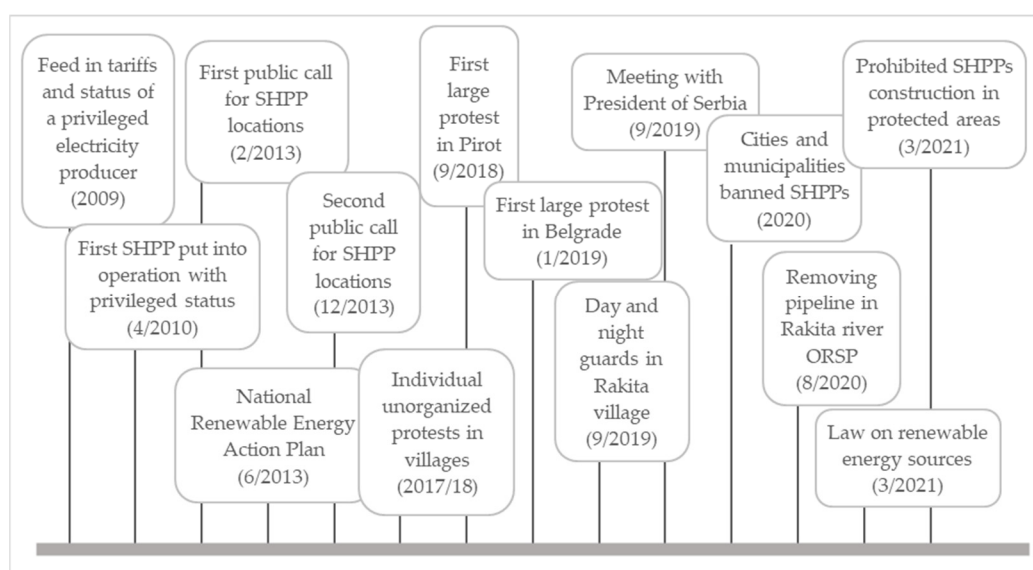 Feed in tariffs
and status of
a privileged
electricity
producer
(2009)
First SHPP put into
operation with
privileged status
(4/2010)
First public call
for SHPP
locations
(2/2013)
National
Renewable Energy
Action Plan
(6/2013)
Second
public call
for SHPP
locations
(12/2013)
Individual
unorganized
protests in
villages
(2017/18)
First
large
protest
in Pirot
(9/2018)
First large protest
in Belgrade
(1/2019)
Day and
night
guards in
Rakita
village
(9/2019)
Meeting with
President of Serbia
(9/2019)
Cities and
municipalities
banned SHPPs
(2020)
Removing
pipeline in
Rakita river
ORSP
(8/2020)
Law on renewable
energy sources
(3/2021)
Prohibited SHPPs
construction in
protected areas
(3/2021)